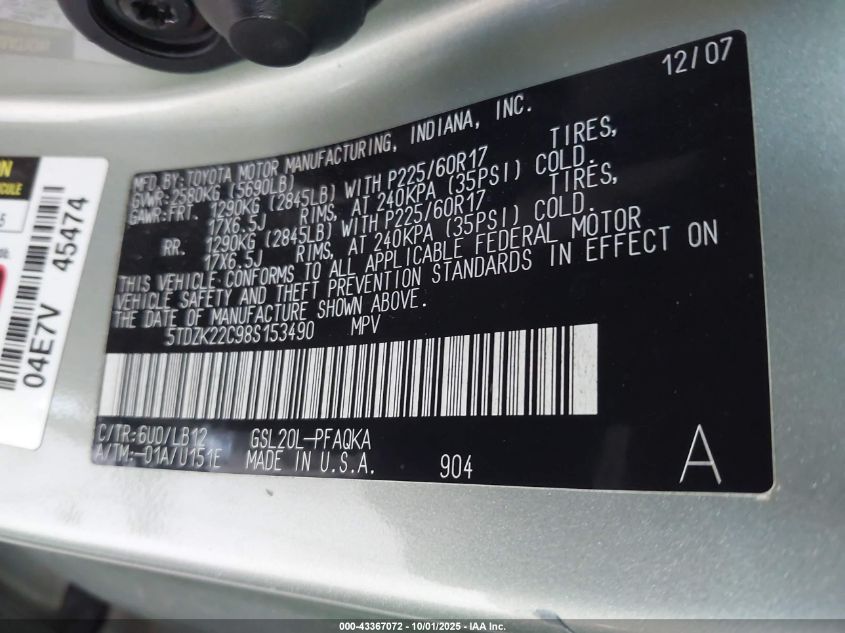 12/07
MFD.BY:TOYOTA MOTOR MANUFACTURING, INDIANA, INC.
GVWR: 2580KG (5690LB)
GAWR:FRT. 1290KG (2845LB) WITH P225/60R17 TIRES,
17X6.5J RIMS, AT 240KPA (35PSI) COLD.
RR. 1290KG (2845LB) WITH P225/60R17 TIRES,
17X6.5J RIMS, AT 240KPA (35PSI) COLD.
THIS VEHICLE CONFORMS TO ALL APPLICABLE FEDERAL MOTOR
VEHICLE SAFETY AND THEFT PREVENTION STANDARDS IN EFFECT ON
THE DATE OF MANUFACTURE SHOWN ABOVE.
5TDZK22C98S153490 MPV
C/TR:6U0/LB12 GSL20L-PFAQKA
A/TM:-01A/U151E MADE IN U.S.A. 904
A
45474
04E7V
000-43367072 - 10/01/2025 - IAA Inc.